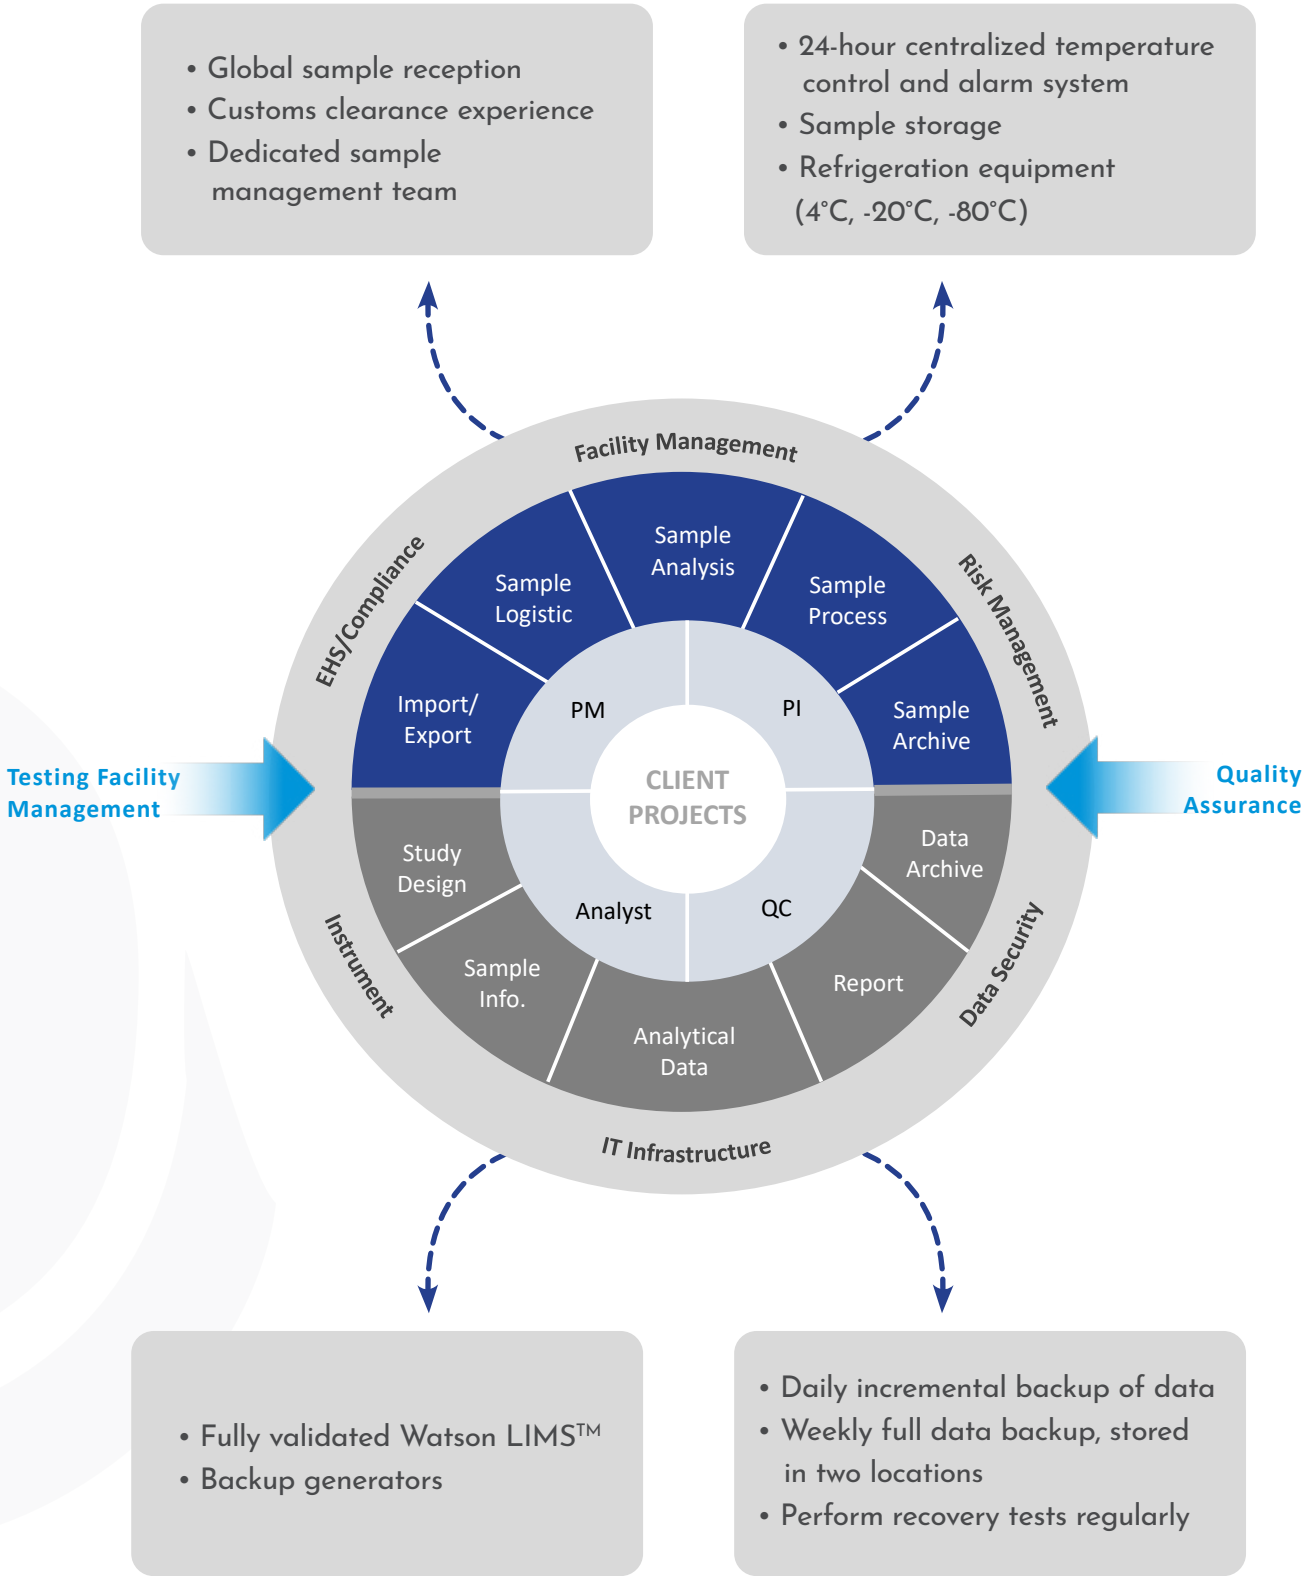 • Global sample reception
• Customs clearance experience
• Dedicated sample
management team
• 24-hour centralized temperature
control and alarm system
• Sample storage
• Refrigeration equipment
(4°C, -20°C, -80°C)
Facility Management
EHS/Compliance
Risk Management
Sample
Analysis
Sample
Logistic
Sample
Process
Import/
Export
Sample
Archive
PM
PI
Testing Facility
Management
CLIENT
PROJECTS
Quality
Assurance
Study
Design
Data
Archive
Analyst
QC
Instrument
Data Security
Sample
Info.
Report
Analytical
Data
IT Infrastructure
• Fully validated Watson LIMS™
• Backup generators
• Daily incremental backup of data
• Weekly full data backup, stored
in two locations
• Perform recovery tests regularly